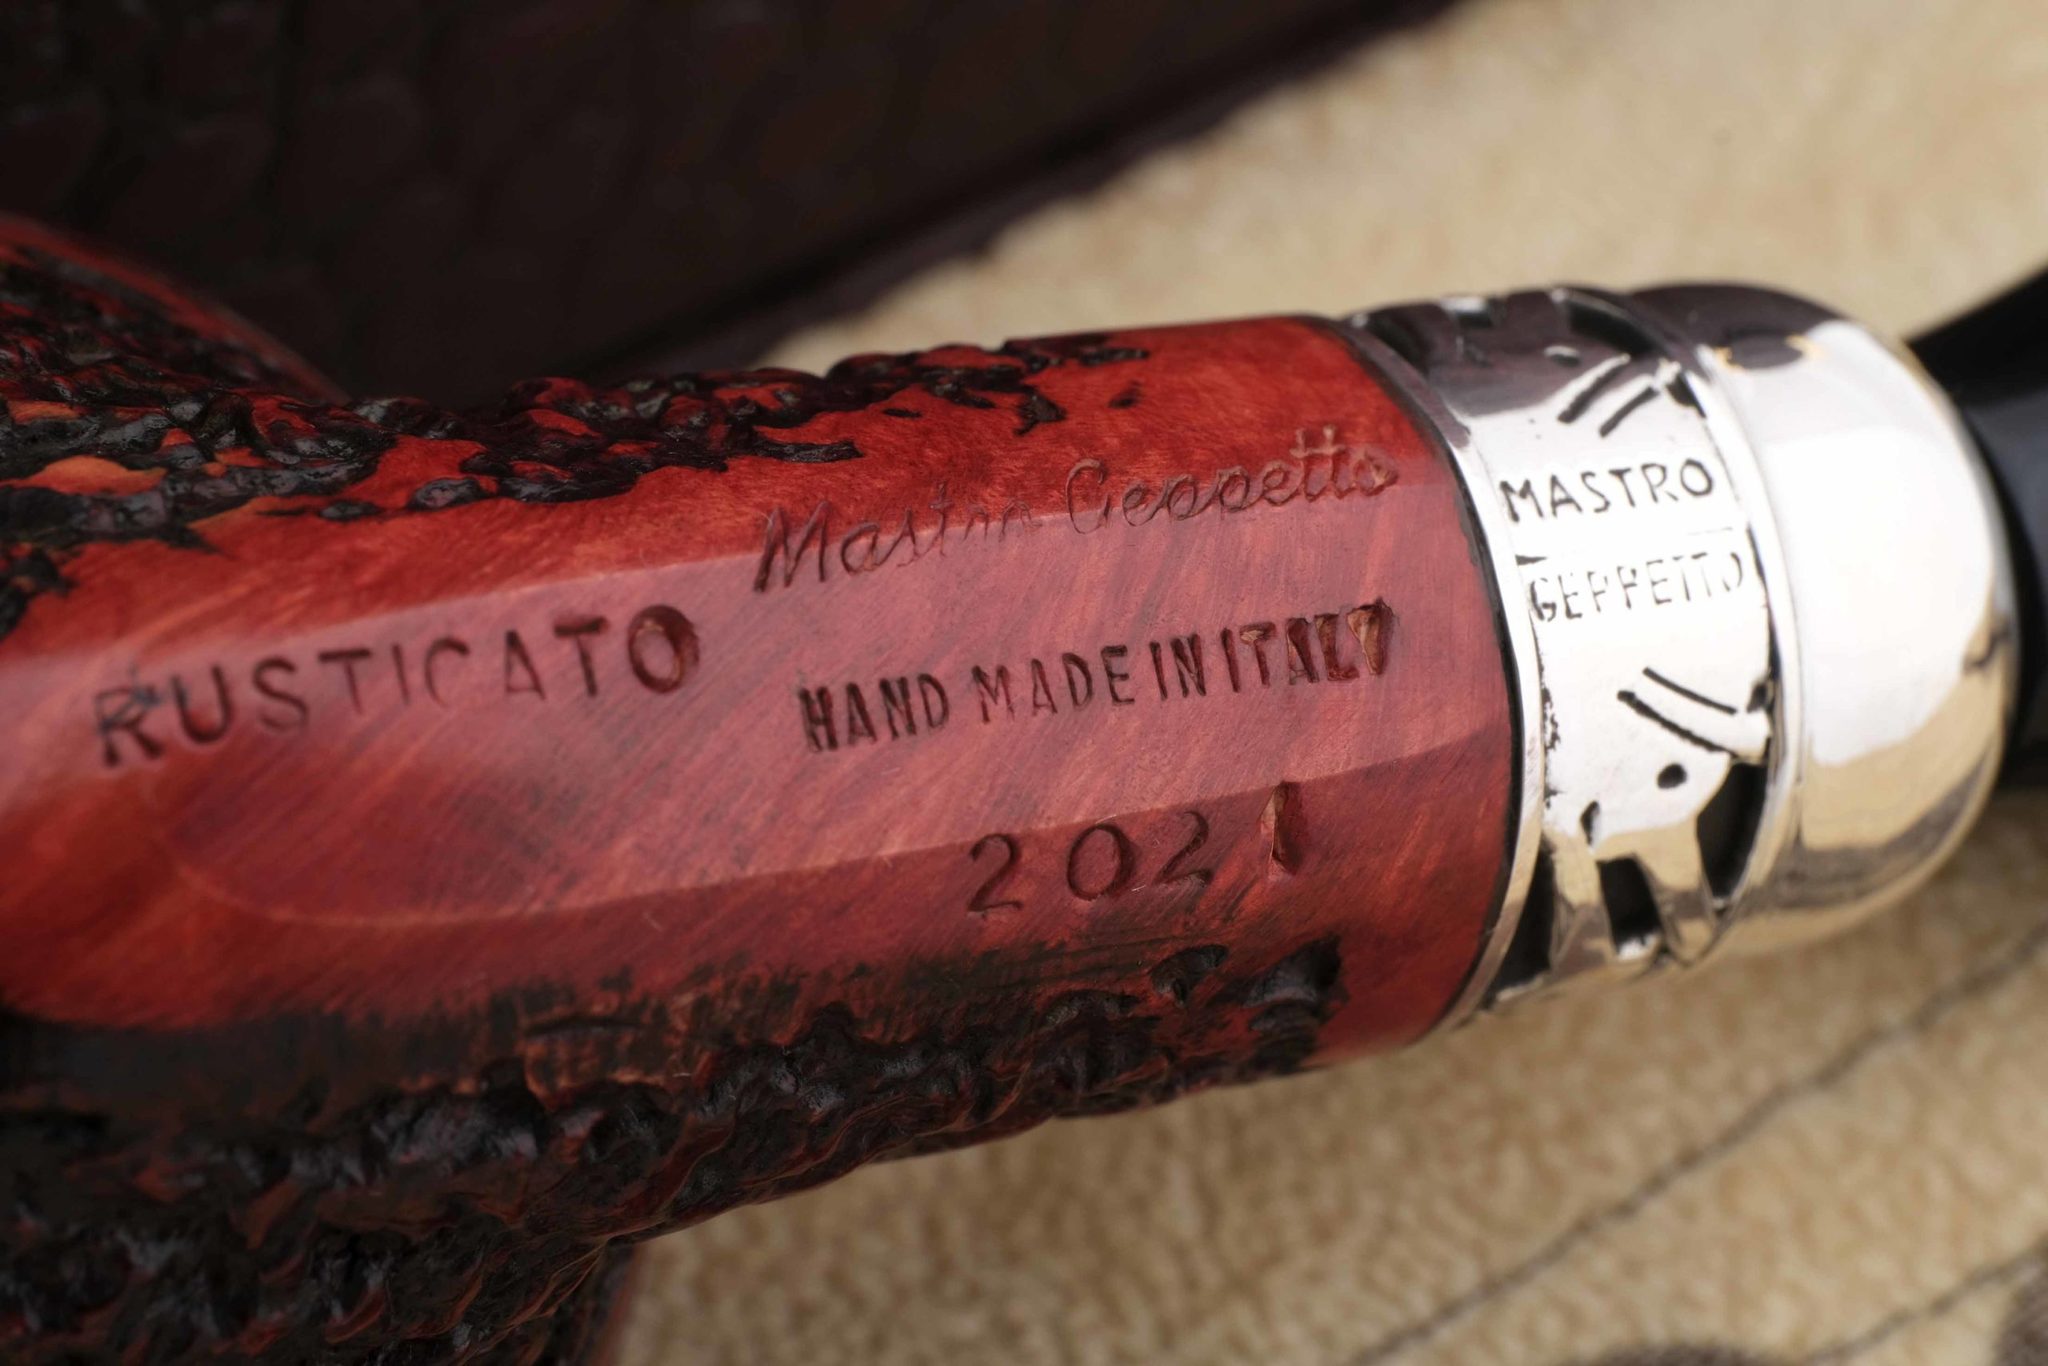 Mastro Geppetto
RUSTICATO
HAND MADE IN ITALY
2021
MASTRO
GEPPETTO